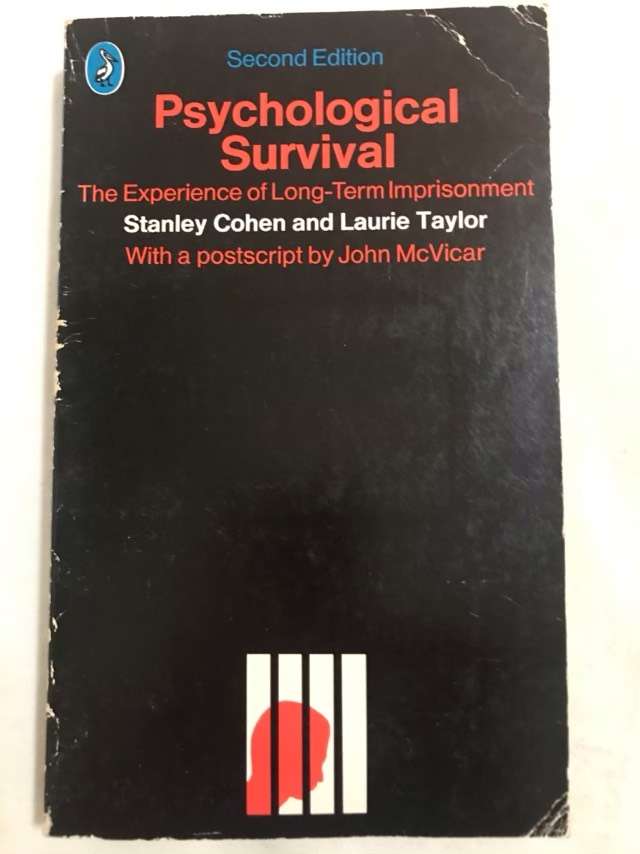 Second Edition
Psychological
Survival
The Experience of Long-Term Imprisonment
Stanley Cohen and Laurie Taylor
With a postscript by John McVicar